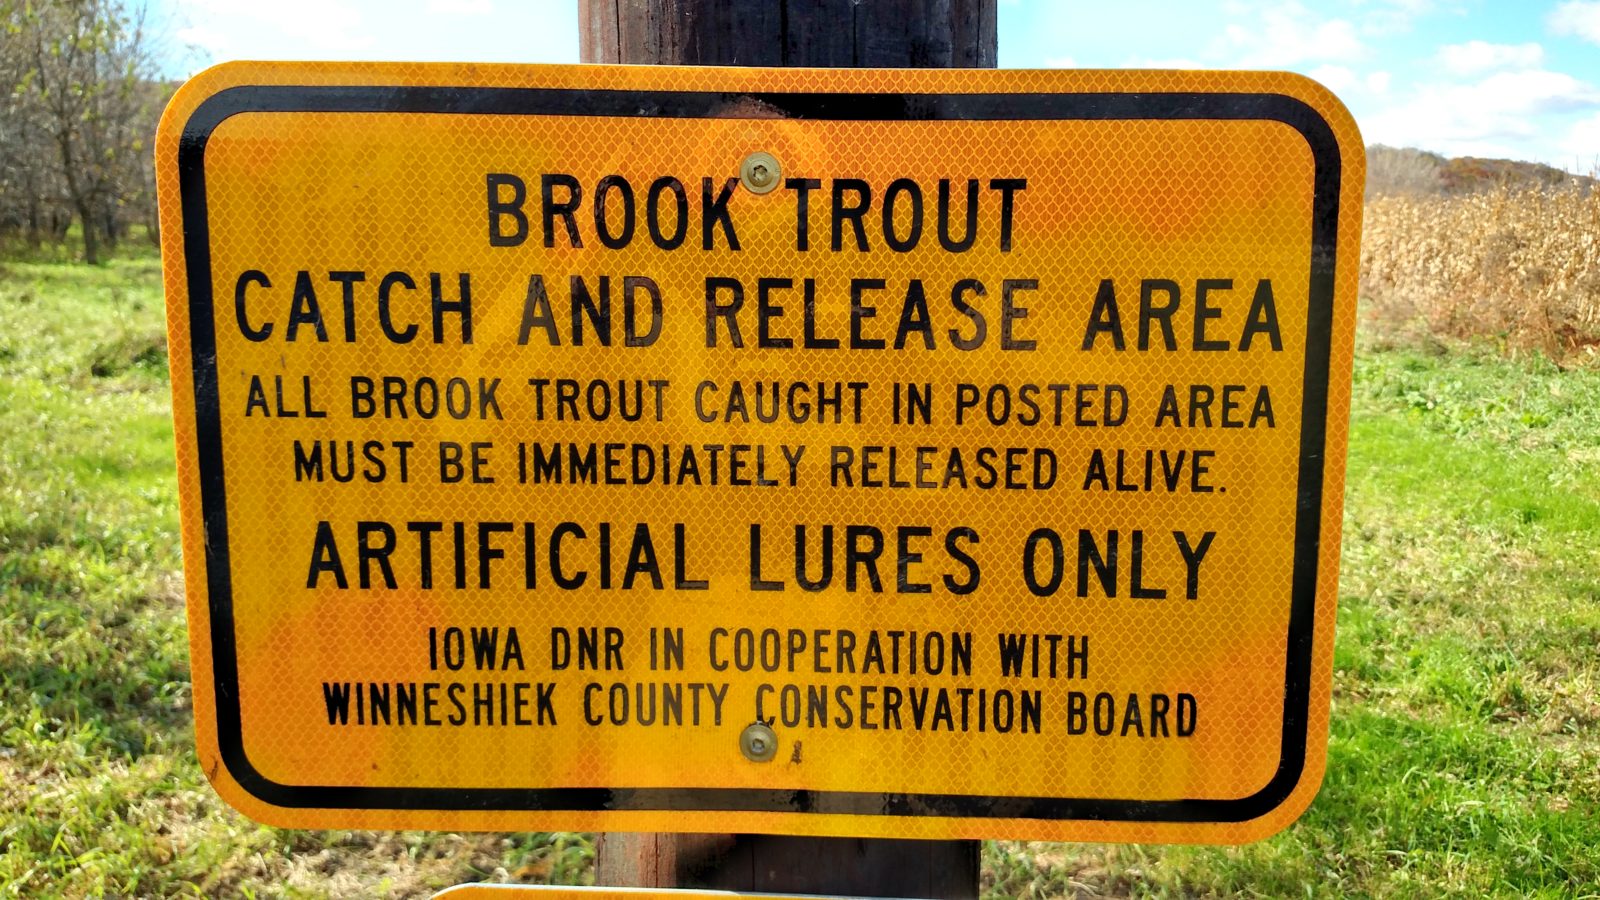 BROOK TROUT
CATCH AND RELEASE AREA
ALL BROOK TROUT CAUGHT IN POSTED AREA
MUST BE IMMEDIATELY RELEASED ALIVE.
ARTIFICIAL LURES ONLY
IOWA DNR IN COOPERATION WITH
WINNESHIEK COUNTY CONSERVATION BOARD